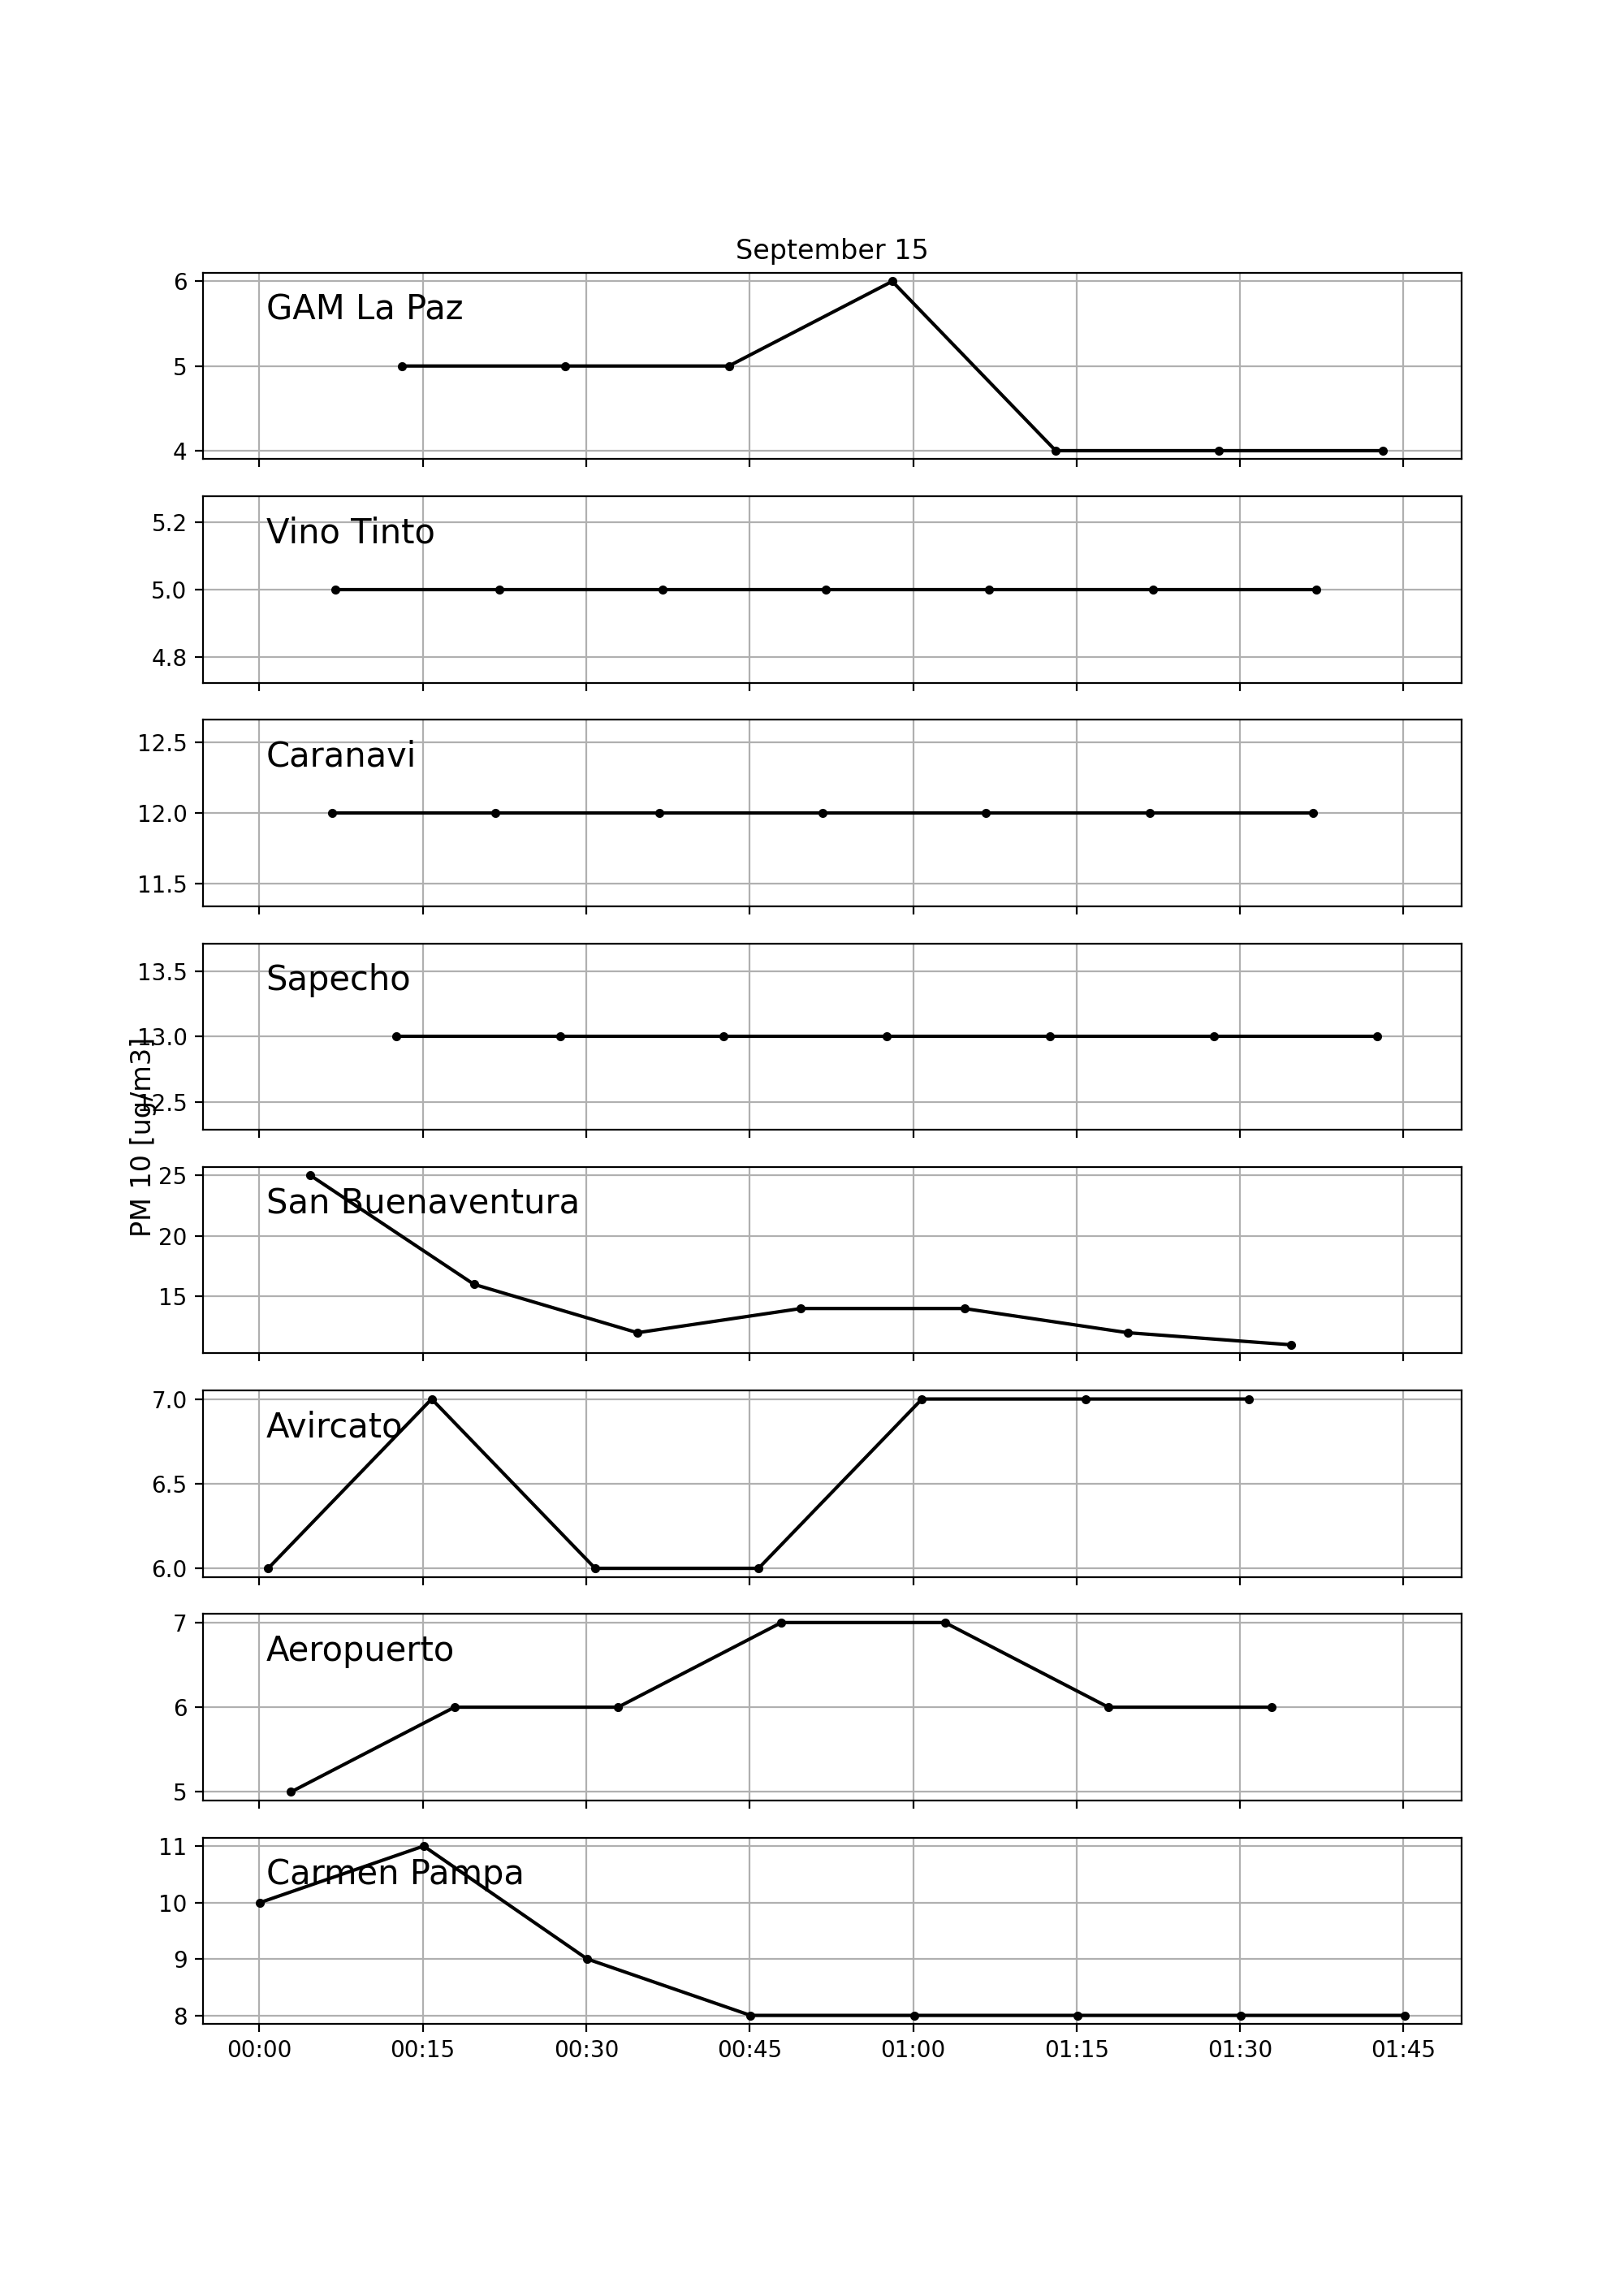 September 15
6
GAM La Paz
5
4
5.2
Vino Tinto
5.0
4.8
12.5
Caranavi
12.0
11.5
13.5
Sapecho
13.0
12.5
PM 10 [ug/m3]
25
San Buenaventura
20
15
7.0
Avircato
6.5
6.0
7
Aeropuerto
6
5
11
Carmen Pampa
10
9
8
00:00 00:15 00:30 00:45 01:00 01:15 01:30 01:45